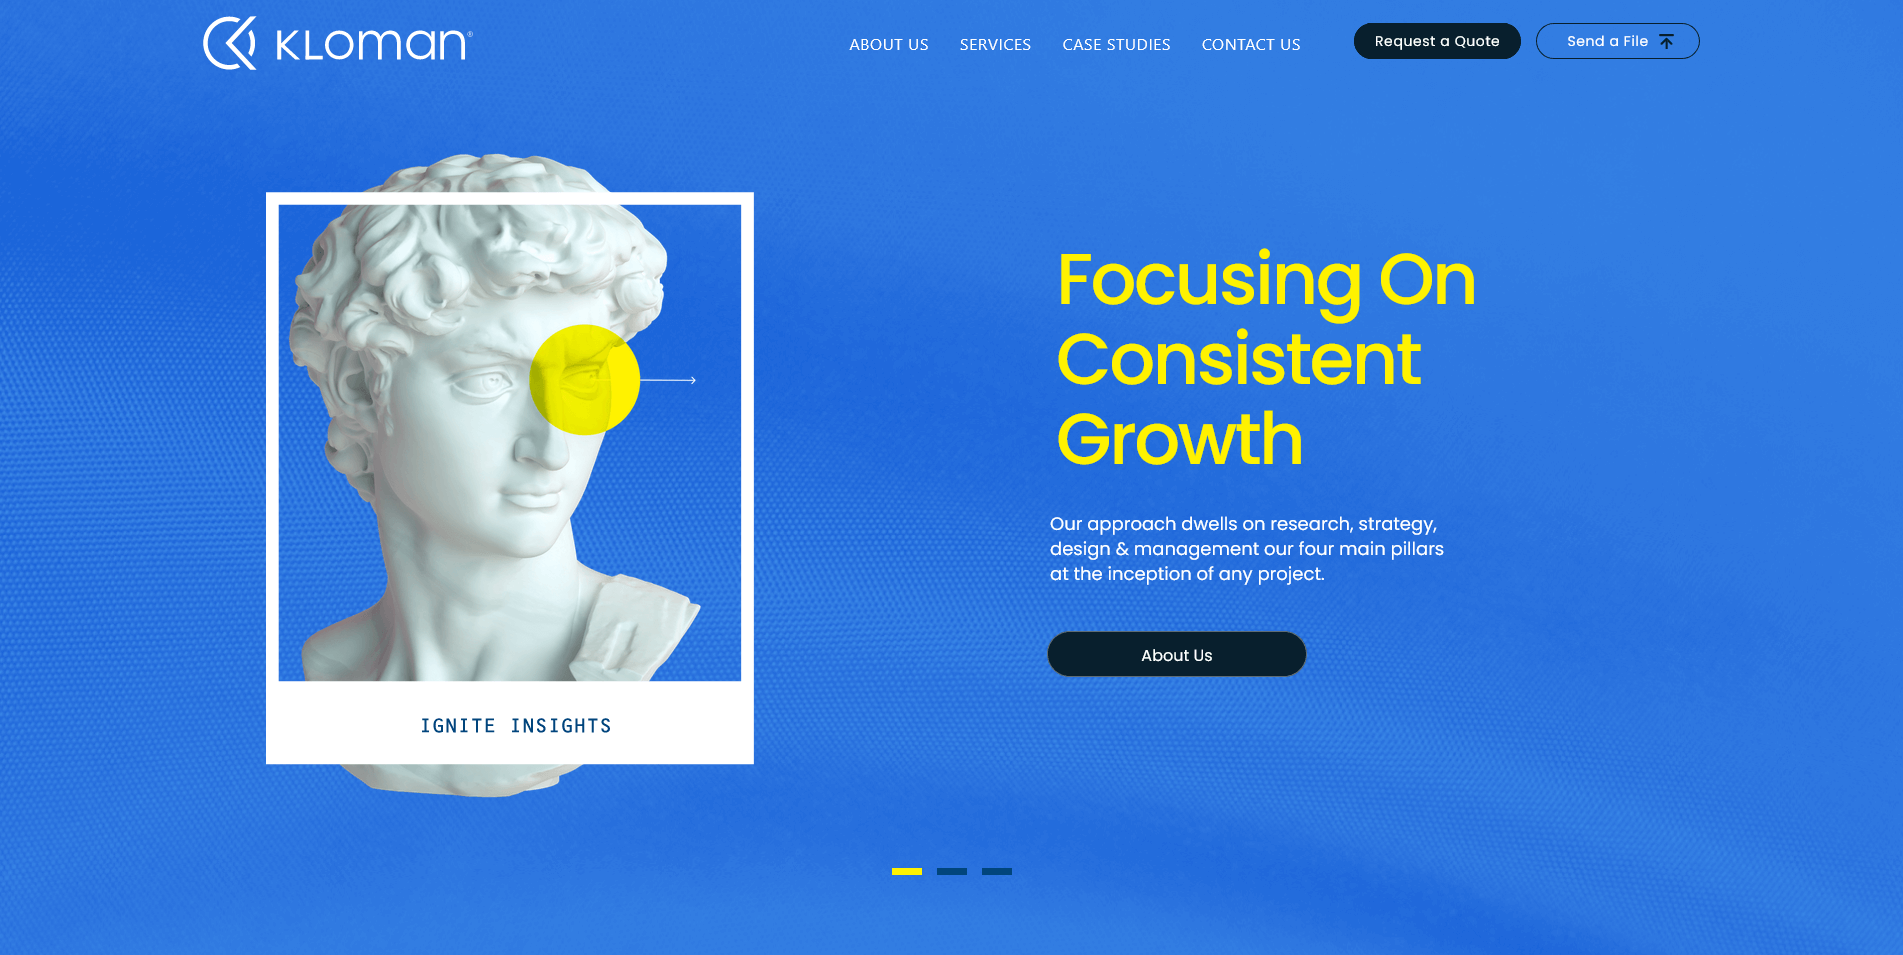 KLOMAN®
ABOUT US
SERVICES
CASE STUDIES
CONTACT US
Request a Quote
Send a File
Focusing On
Consistent
Growth
Our approach dwells on research, strategy,
design & management our four main pillars
at the inception of any project.
About Us
IGNITE INSIGHTS